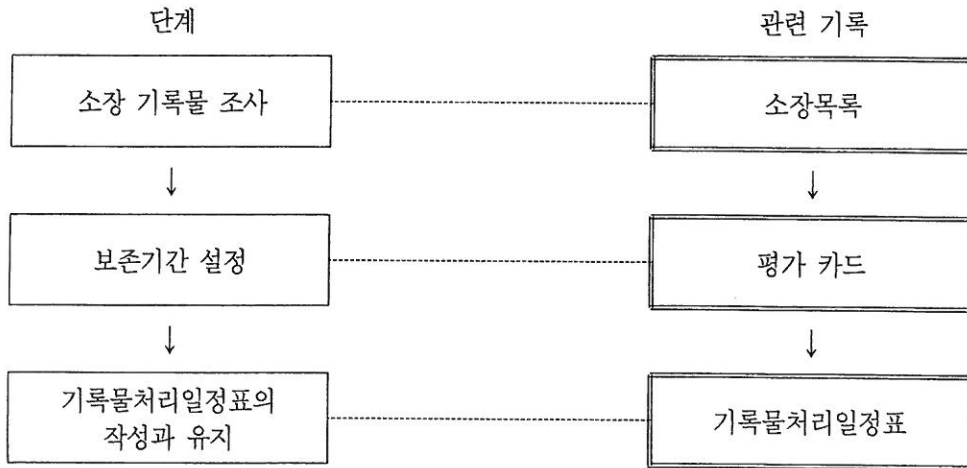 단계
관련 기록
소장 기록물 조사
소장목록
↓
↓
보존기간 설정
평가 카드
↓
↓
기록물처리일정표의
작성과 유지
기록물처리일정표